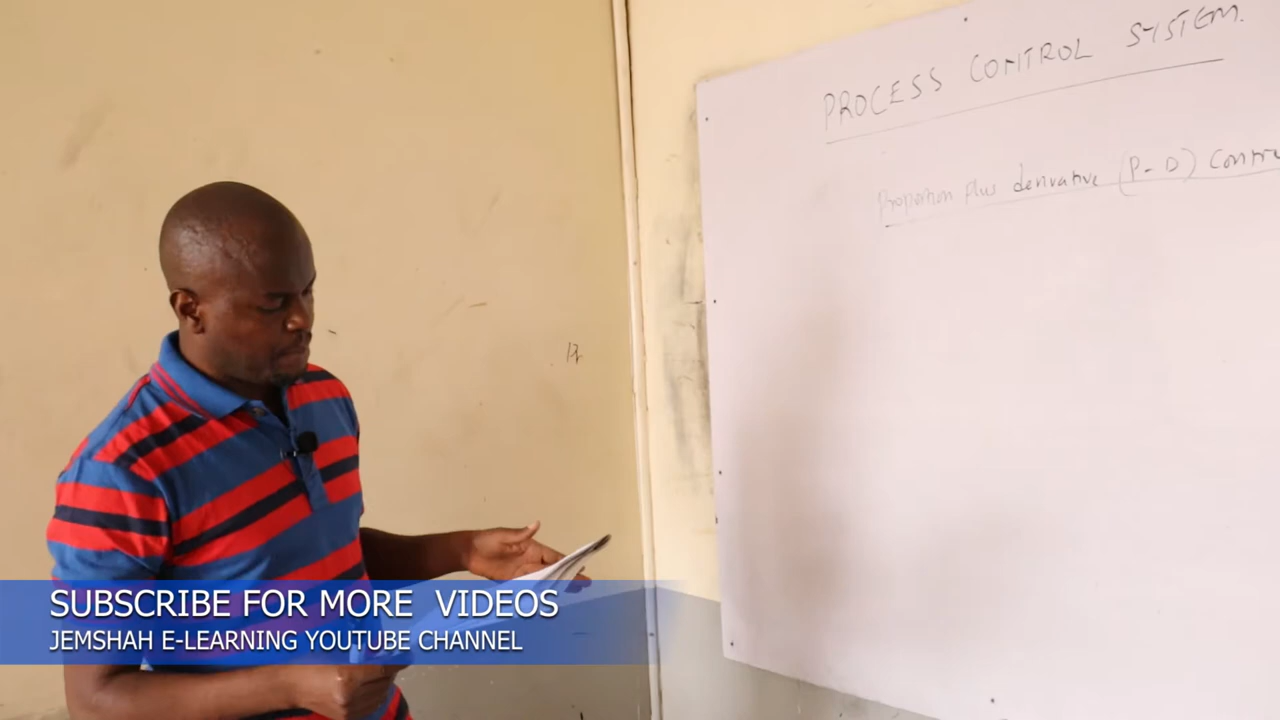 PROCESS CONTROL SYSTEM.
Proportion plus derivative (P-D) Contr
SUBSCRIBE FOR MORE VIDEOS
JEMSHAH E-LEARNING YOUTUBE CHANNEL